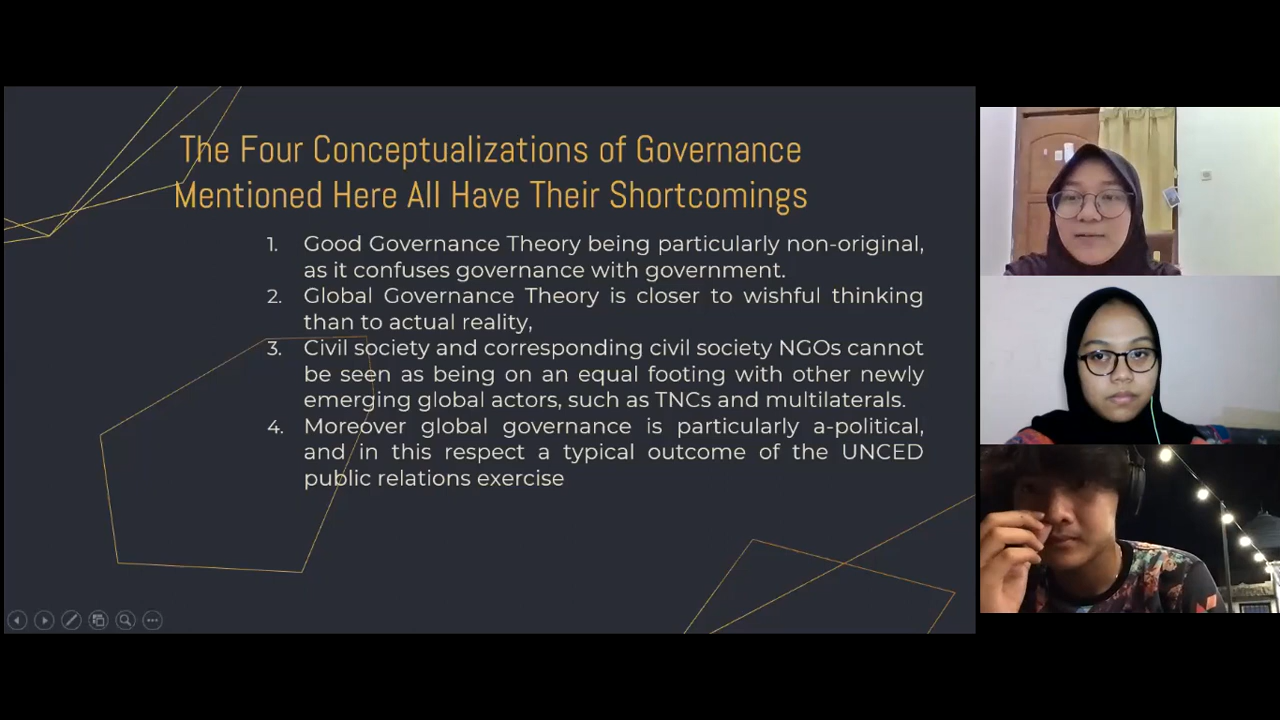 The Four Conceptualizations of Governance
Mentioned Here All Have Their Shortcomings
1. Good Governance Theory being particularly non-original,
as it confuses governance with government.
2. Global Governance Theory is closer to wishful thinking
than to actual reality,
3. Civil society and corresponding civil society NGOs cannot
be seen as being on an equal footing with other newly
emerging global actors, such as TNCs and multilaterals.
4. Moreover global governance is particularly a-political,
and in this respect a typical outcome of the UNCED
public relations exercise